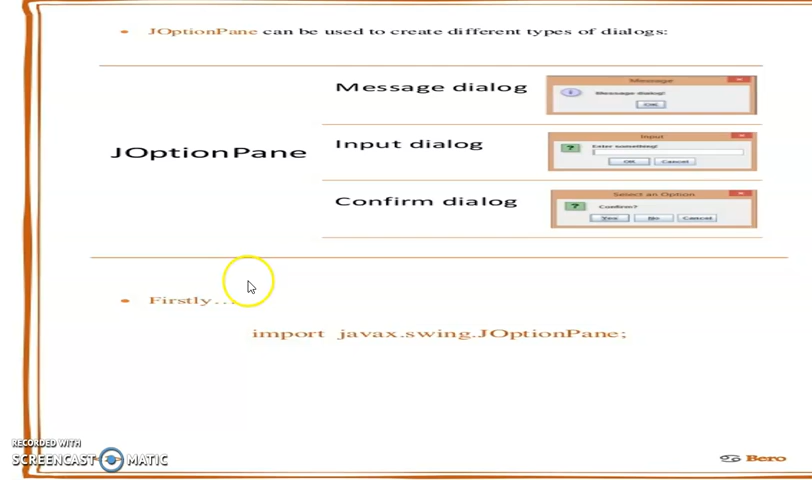 • JOptionPane can be used to create different types of dialogs:
JOptionPane
Message dialog
Message
Message dialog!
OK
Input dialog
Input
Enter something!
OK Cancel
Confirm dialog
Select an Option
Confirm?
Yes No Cancel
• Firstly...
import javax.swing.JOptionPane;
RECORDED WITH
SCREENCAST MATIC
Bero